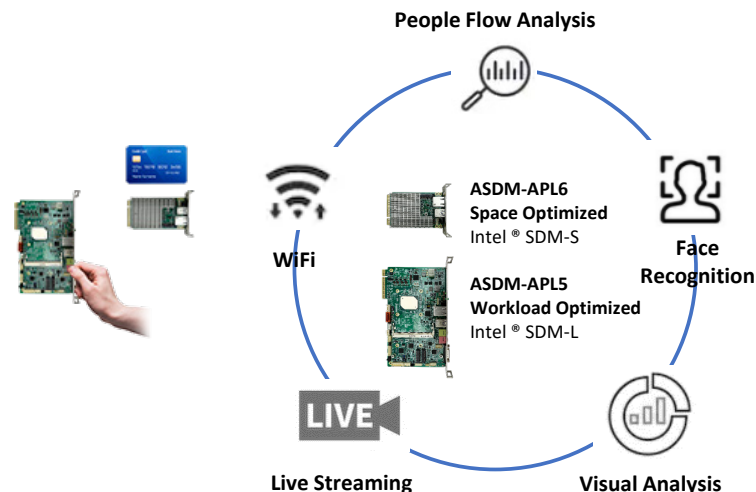 People Flow Analysis
WiFi
ASDM-APL6
Space Optimized
Intel ® SDM-S
Face
Recognition
ASDM-APL5
Workload Optimized
Intel ® SDM-L
LIVE
Live Streaming
Visual Analysis